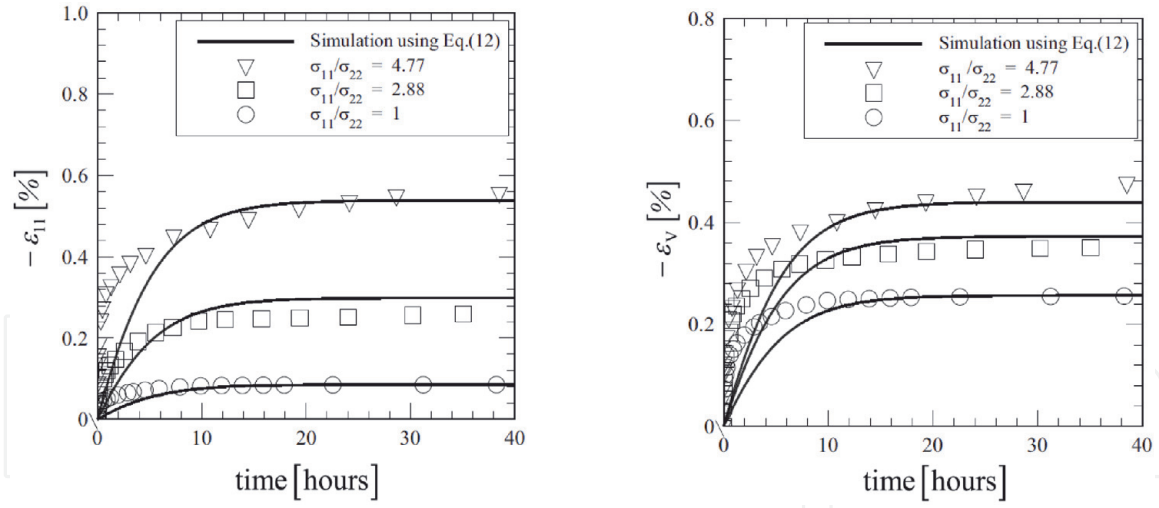 1.0
0.8
0.6
0.4
0.2
0
− ε₁₁ [%]
Simulation using Eq.(12)
σ₁₁/σ₂₂ = 4.77
σ₁₁/σ₂₂ = 2.88
σ₁₁/σ₂₂ = 1
0 10 20 30 40
time [hours]
0.8
0.6
0.4
0.2
0
− εV [%]
Simulation using Eq.(12)
σ₁₁/σ₂₂ = 4.77
σ₁₁/σ₂₂ = 2.88
σ₁₁/σ₂₂ = 1
0 10 20 30 40
time [hours]